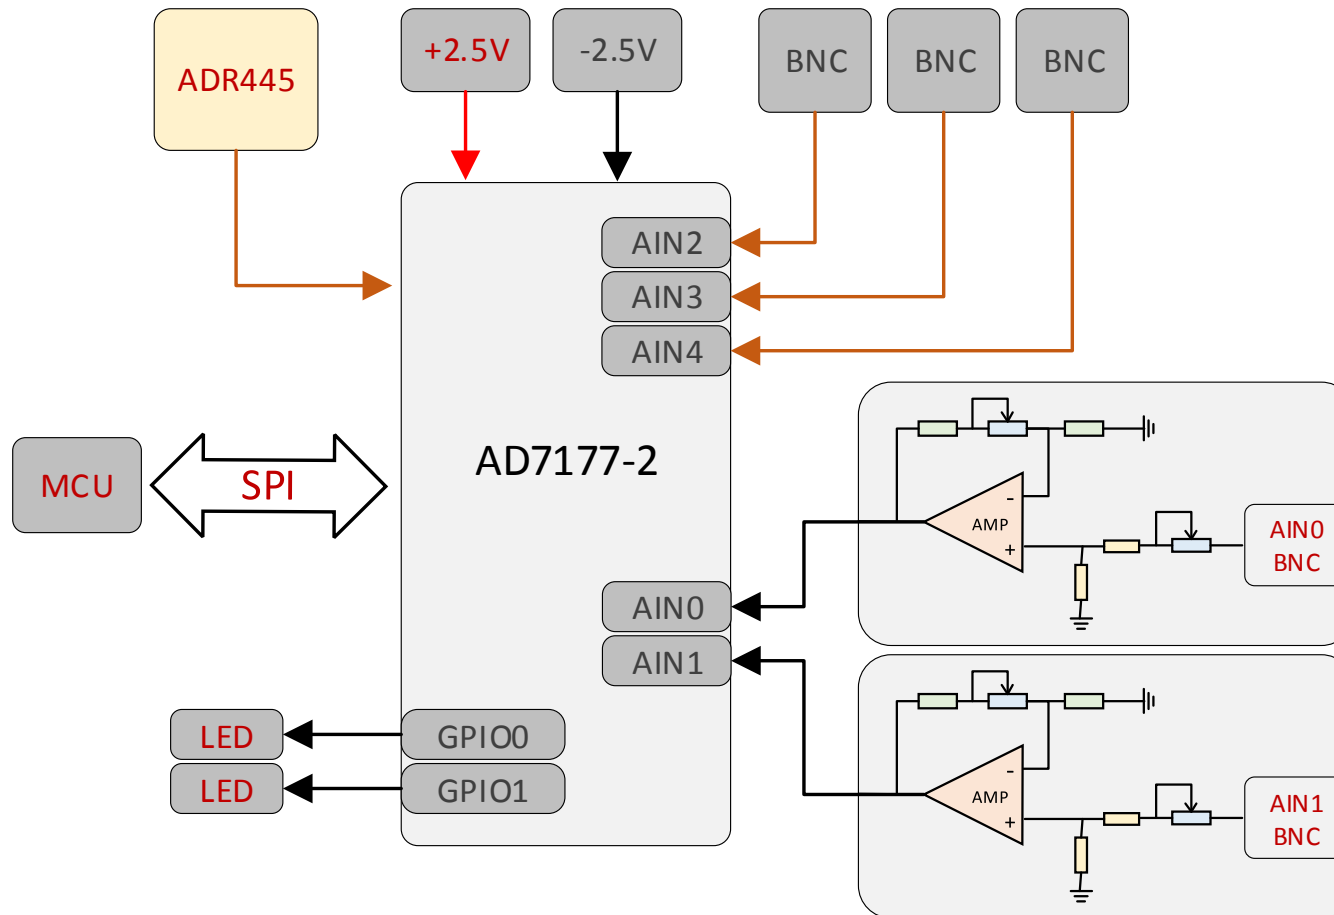 ADR445
+2.5V
-2.5V
BNC
BNC
BNC
AIN2
AIN3
AIN4
AD7177-2
MCU
SPI
-
AMP
+
AIN0
BNC
AIN0
AIN1
-
AMP
+
AIN1
BNC
LED
GPIO0
LED
GPIO1